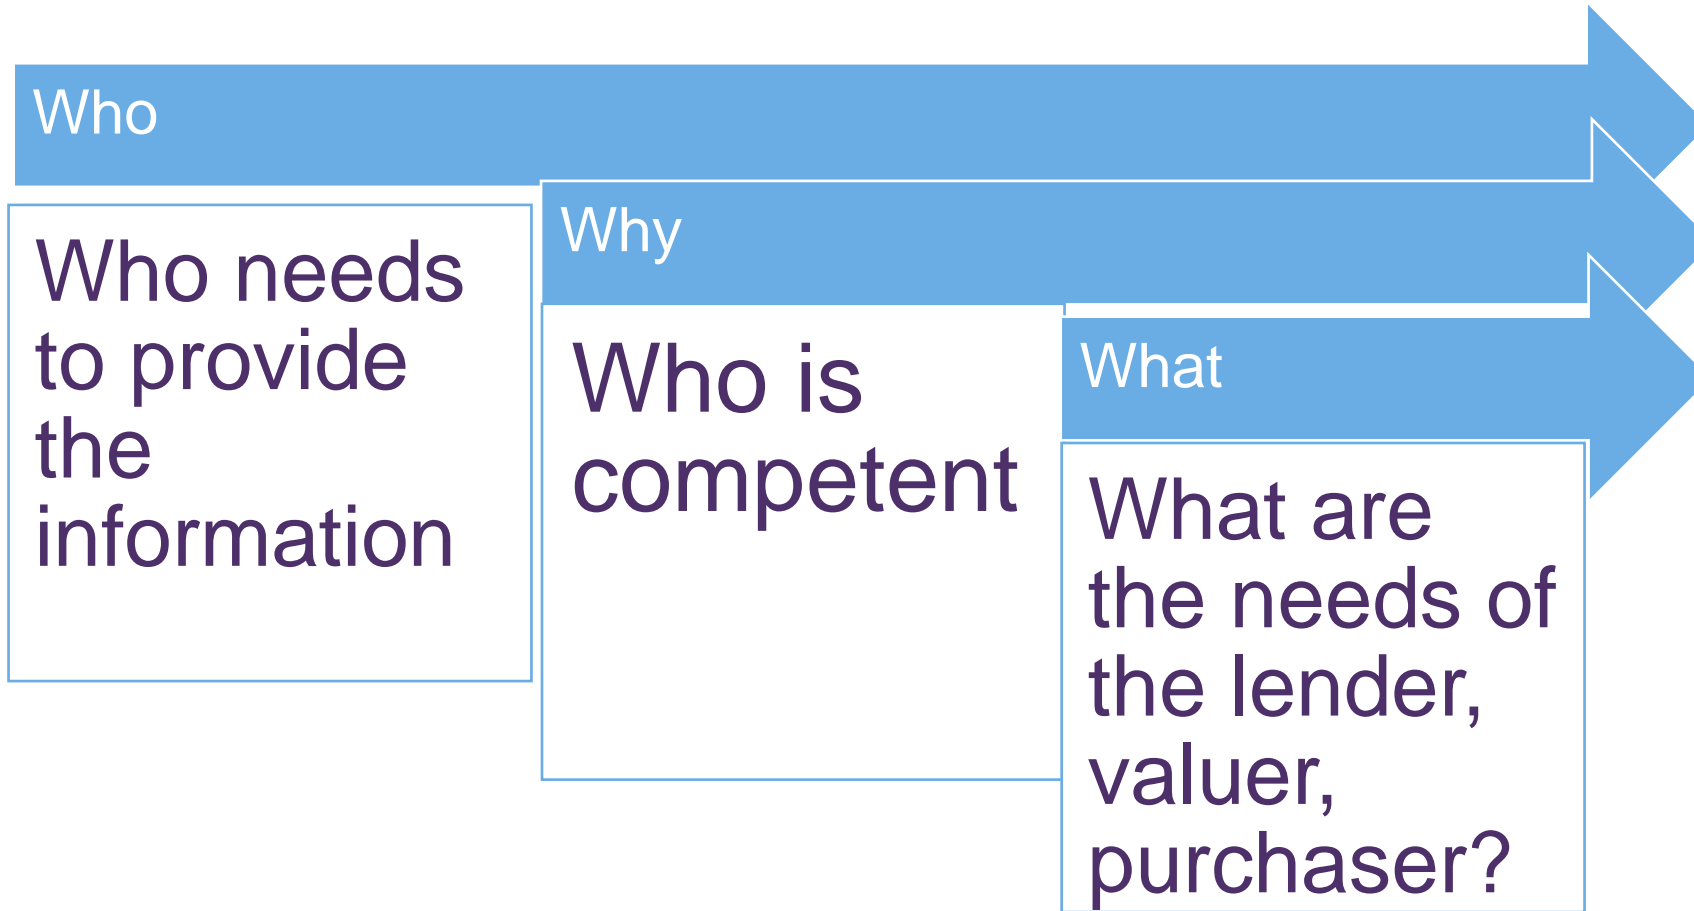 Who
Who needs
to provide
the
information
Why
Who is
competent
What
What are
the needs of
the lender,
valuer,
purchaser?